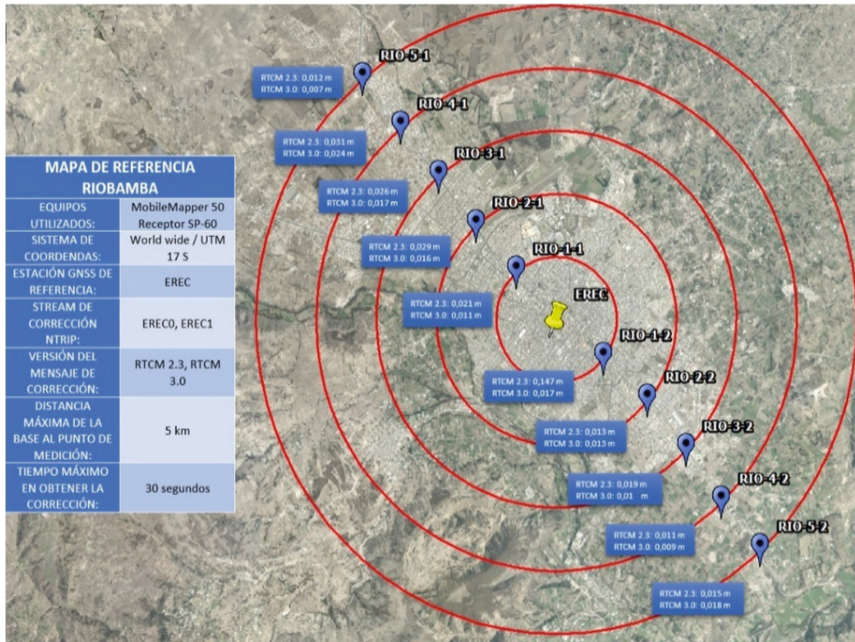 RIO-5-1
RTCM 2.3: 0,012 m
RTCM 3.0: 0,007 m
RIO-4-1
RTCM 2.3: 0,031 m
RTCM 3.0: 0,024 m
RIO-3-1
RTCM 2.3: 0,026 m
RTCM 3.0: 0,017 m
RIO-2-1
RTCM 2.3: 0,029 m
RTCM 3.0: 0,016 m
RIO-1-1
RTCM 2.3: 0,021 m
RTCM 3.0: 0,011 m
EREC
RIO-1-2
RTCM 2.3: 0,147 m
RTCM 3.0: 0,017 m
RIO-2-2
RTCM 2.3: 0,013 m
RTCM 3.0: 0,013 m
RIO-3-2
RTCM 2.3: 0,019 m
RTCM 3.0: 0,01 m
RIO-4-2
RTCM 2.3: 0,011 m
RTCM 3.0: 0,009 m
RIO-5-2
RTCM 2.3: 0,015 m
RTCM 3.0: 0,018 m
MAPA DE REFERENCIA
RIOBAMBA
EQUIPOS
UTILIZADOS:
MobileMapper 50
Receptor SP-60
SISTEMA DE
COORDENDAS:
World wide / UTM
17 S
ESTACIÓN GNSS DE
REFERENCIA:
EREC
STREAM DE
CORRECCIÓN
NTRIP:
EREC0, EREC1
VERSIÓN DEL
MENSAJE DE
CORRECCIÓN:
RTCM 2.3, RTCM
3.0
DISTANCIA
MÁXIMA DE LA
BASE AL PUNTO DE
MEDICIÓN:
5 km
TIEMPO MÁXIMO
EN OBTENER LA
CORRECCIÓN:
30 segundos